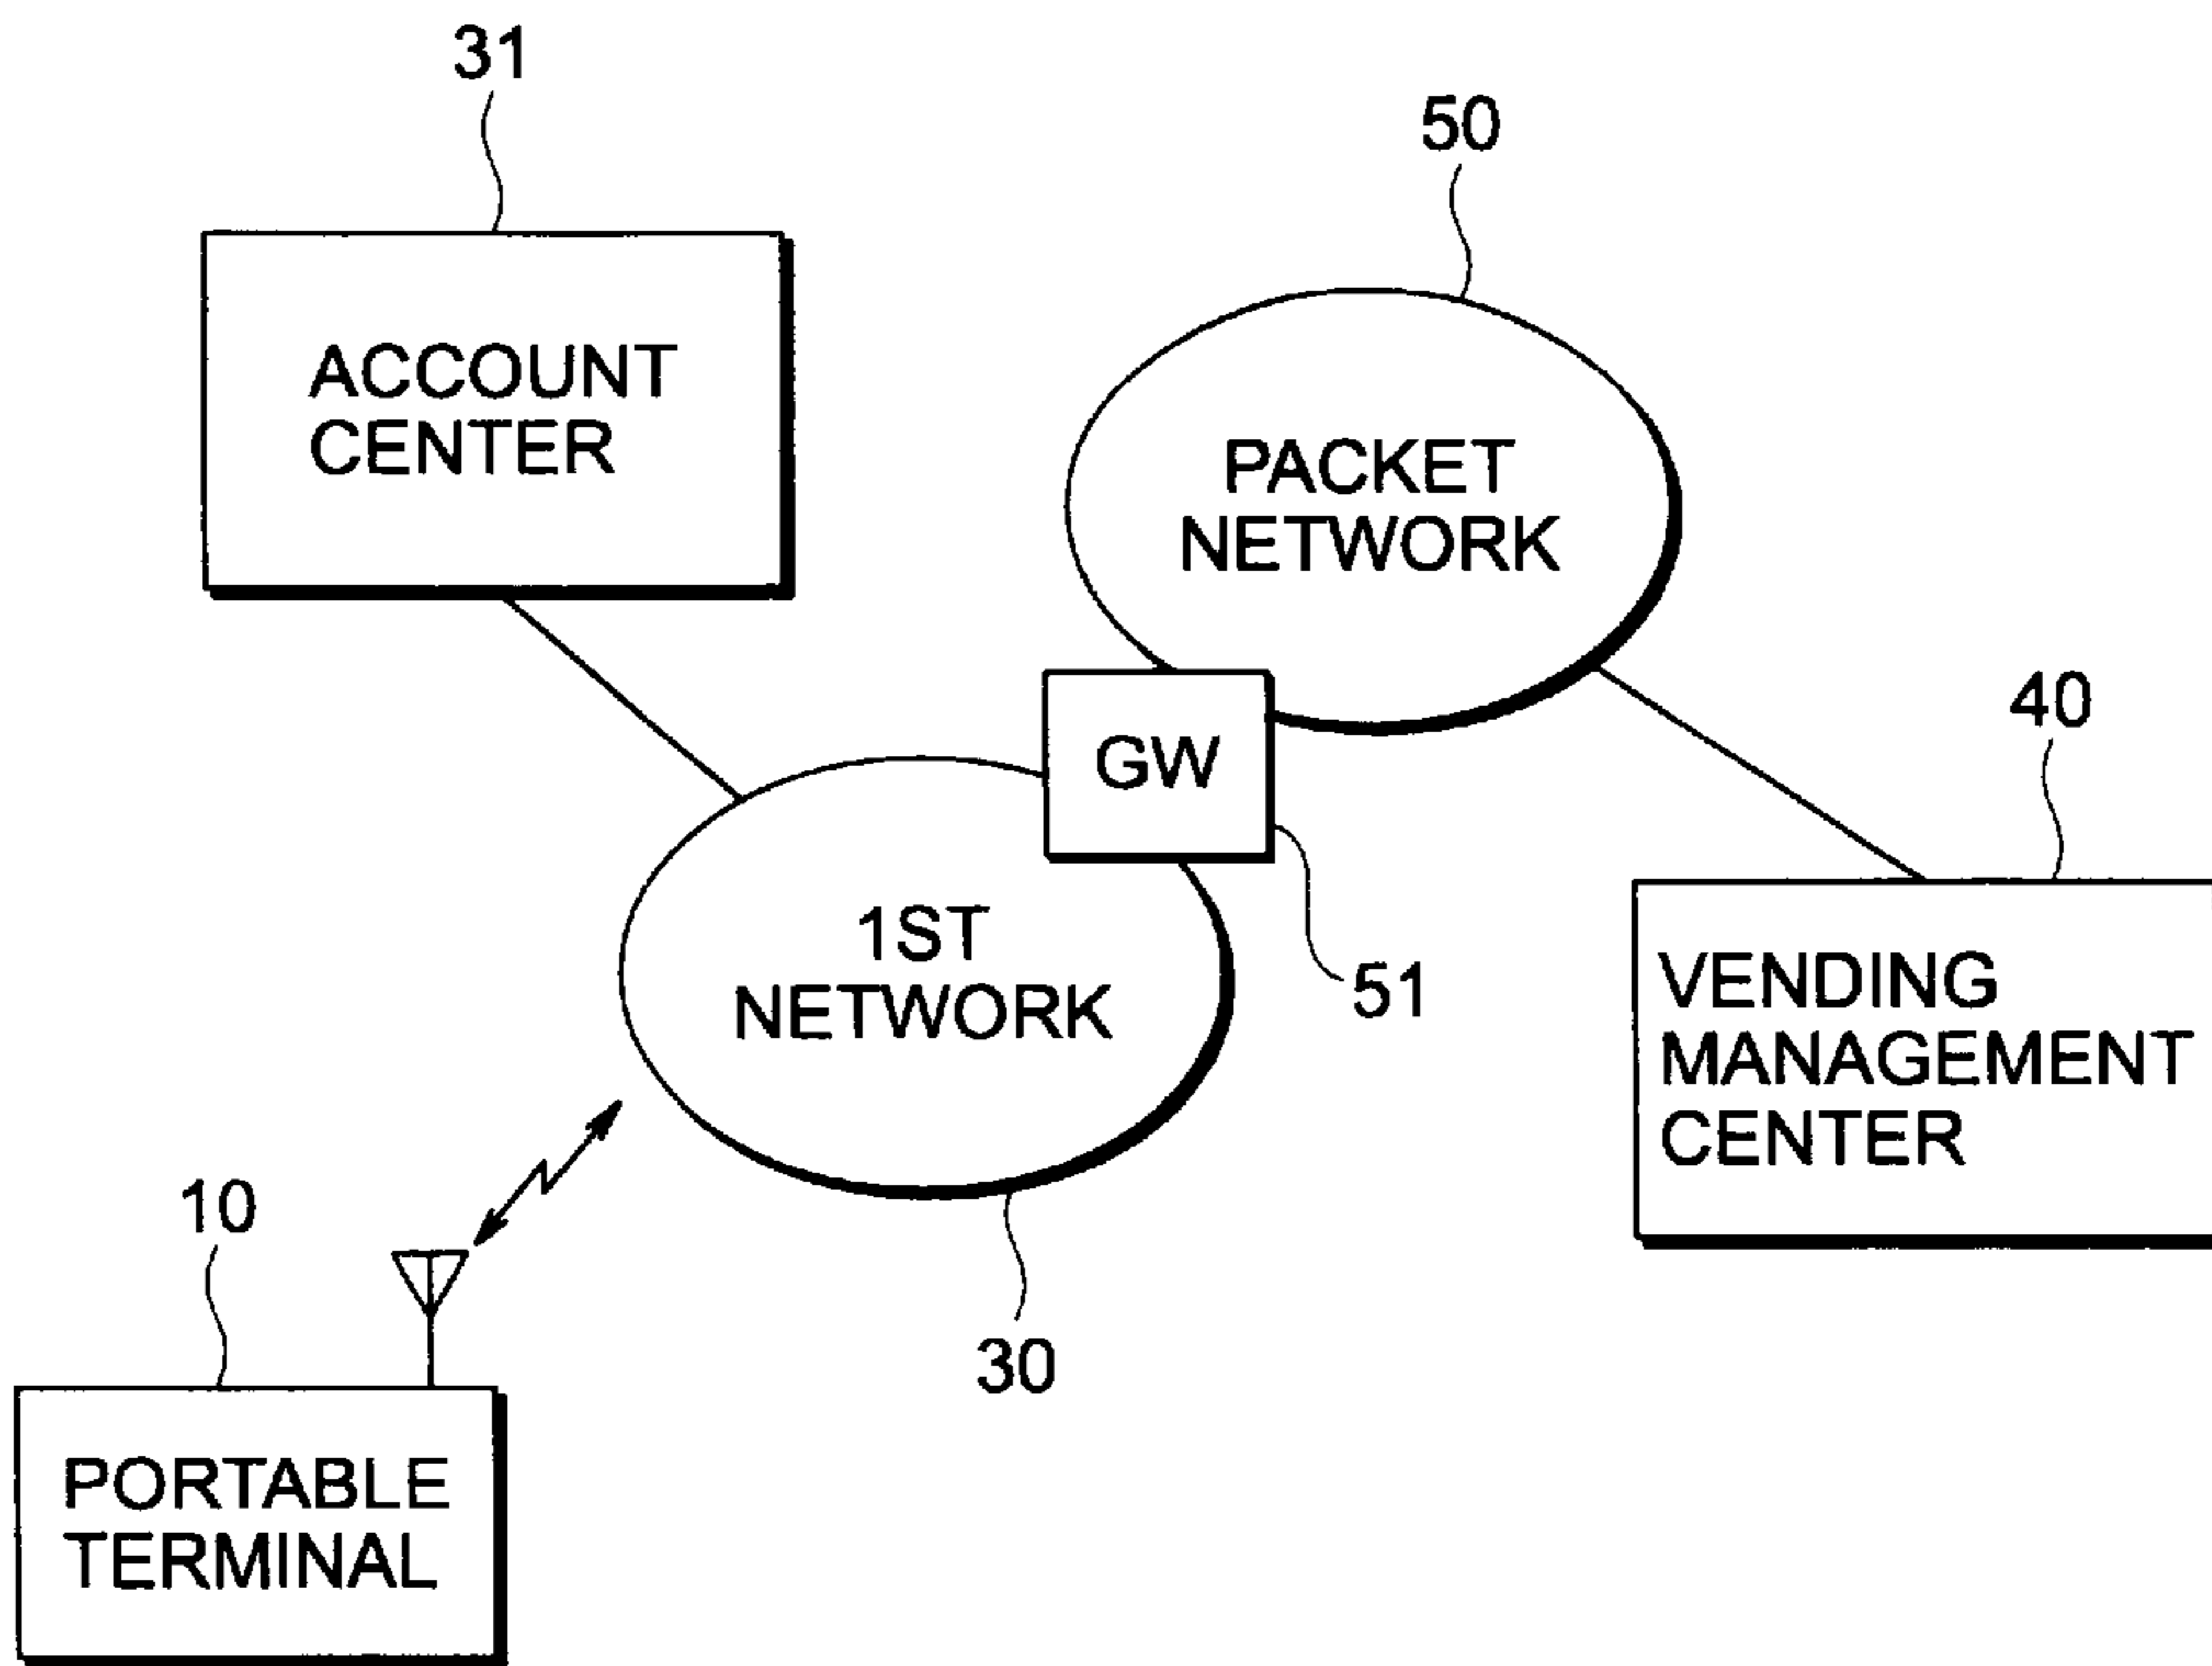 31
50
ACCOUNT
CENTER
PACKET
NETWORK
40
GW
1ST
NETWORK
51
VENDING
MANAGEMENT
CENTER
10
30
PORTABLE
TERMINAL